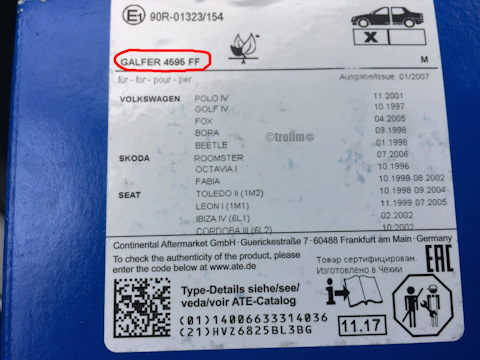 E1 90R-01323/154
X
GALFER 4595 FF M
für - for - pour - per: Ausgabe/Issue: 01/2007
VOLKSWAGEN POLO IV 11.2001
GOLF IV 10.1997
FOX 04.2005
BORA 09.1998
©trofim©
BEETLE 01.1998
SKODA ROOMSTER 07.2006
OCTAVIA I 10.1996
FABIA 10.1999 08.2002
SEAT TOLEDO II (1M2) 10.1998 09.2004
LEON I (1M1) 11.1999 07.2005
IBIZA IV (6L1) 02.2002
CORDOBA III (6L2) 10.2002
Continental Aftermarket GmbH · Guerickestraße 7 · 60488 Frankfurt am Main · Germany
To check the authenticity of the product, please
enter the code below at www.ate.de
Товар сертифицирован.
Изготовлено в Чехии
EAC
Type-Details siehe/see/
veda/voir ATE-Catalog
(01)14006633314036
(21)HVZ6825BL3BG
11.17